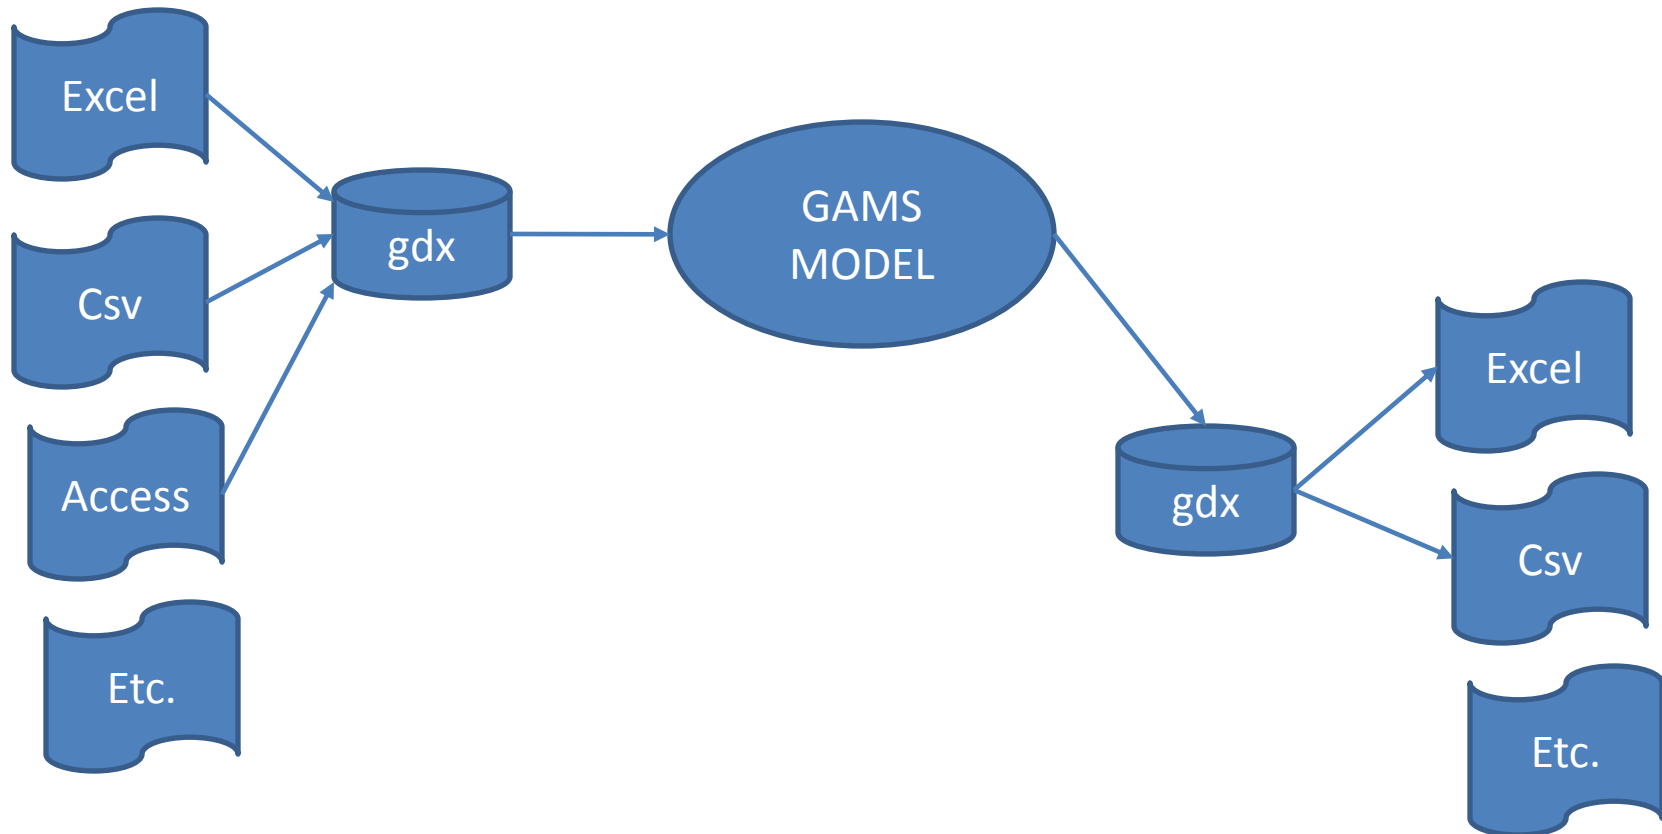 Excel
Csv
Access
Etc.
gdx
GAMS
MODEL
gdx
Excel
Csv
Etc.